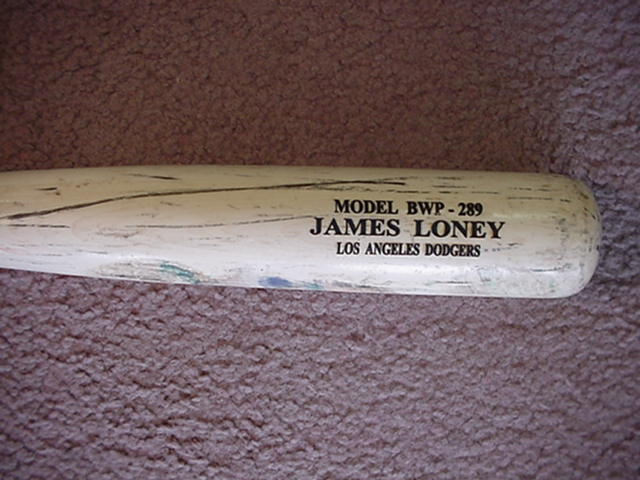 MODEL BWP - 289
JAMES LONEY
LOS ANGELES DODGERS